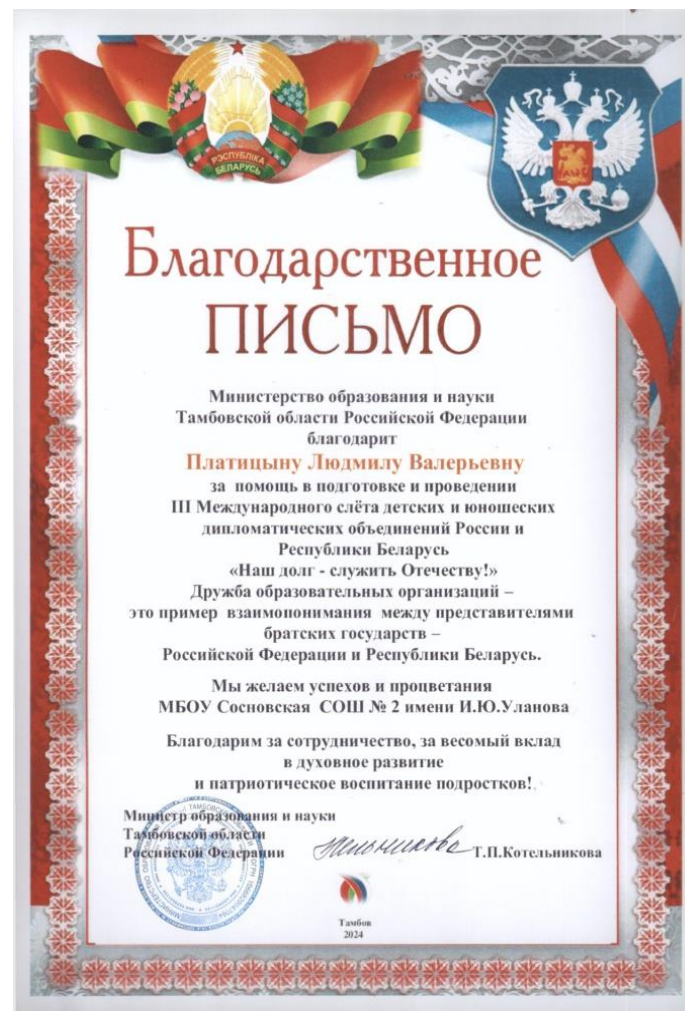 РЭСПУБЛІКА
БЕЛАРУСЬ
Благодарственное
ПИСЬМО
Министерство образования и науки
Тамбовской области Российской Федерации
благодарит
Платицыну Людмилу Валерьевну
за помощь в подготовке и проведении
III Международного слёта детских и юношеских
дипломатических объединений России и
Республики Беларусь
«Наш долг - служить Отечеству!»
Дружба образовательных организаций –
это пример взаимопонимания между представителями
братских государств –
Российской Федерации и Республики Беларусь.
Мы желаем успехов и процветания
МБОУ Сосновская СОШ № 2 имени И.Ю.Уланова
Благодарим за сотрудничество, за весомый вклад
в духовное развитие
и патриотическое воспитание подростков!
Министр образования и науки
Тамбовской области
Российской Федерации
Т.П.Котельникова
Тамбов
2024